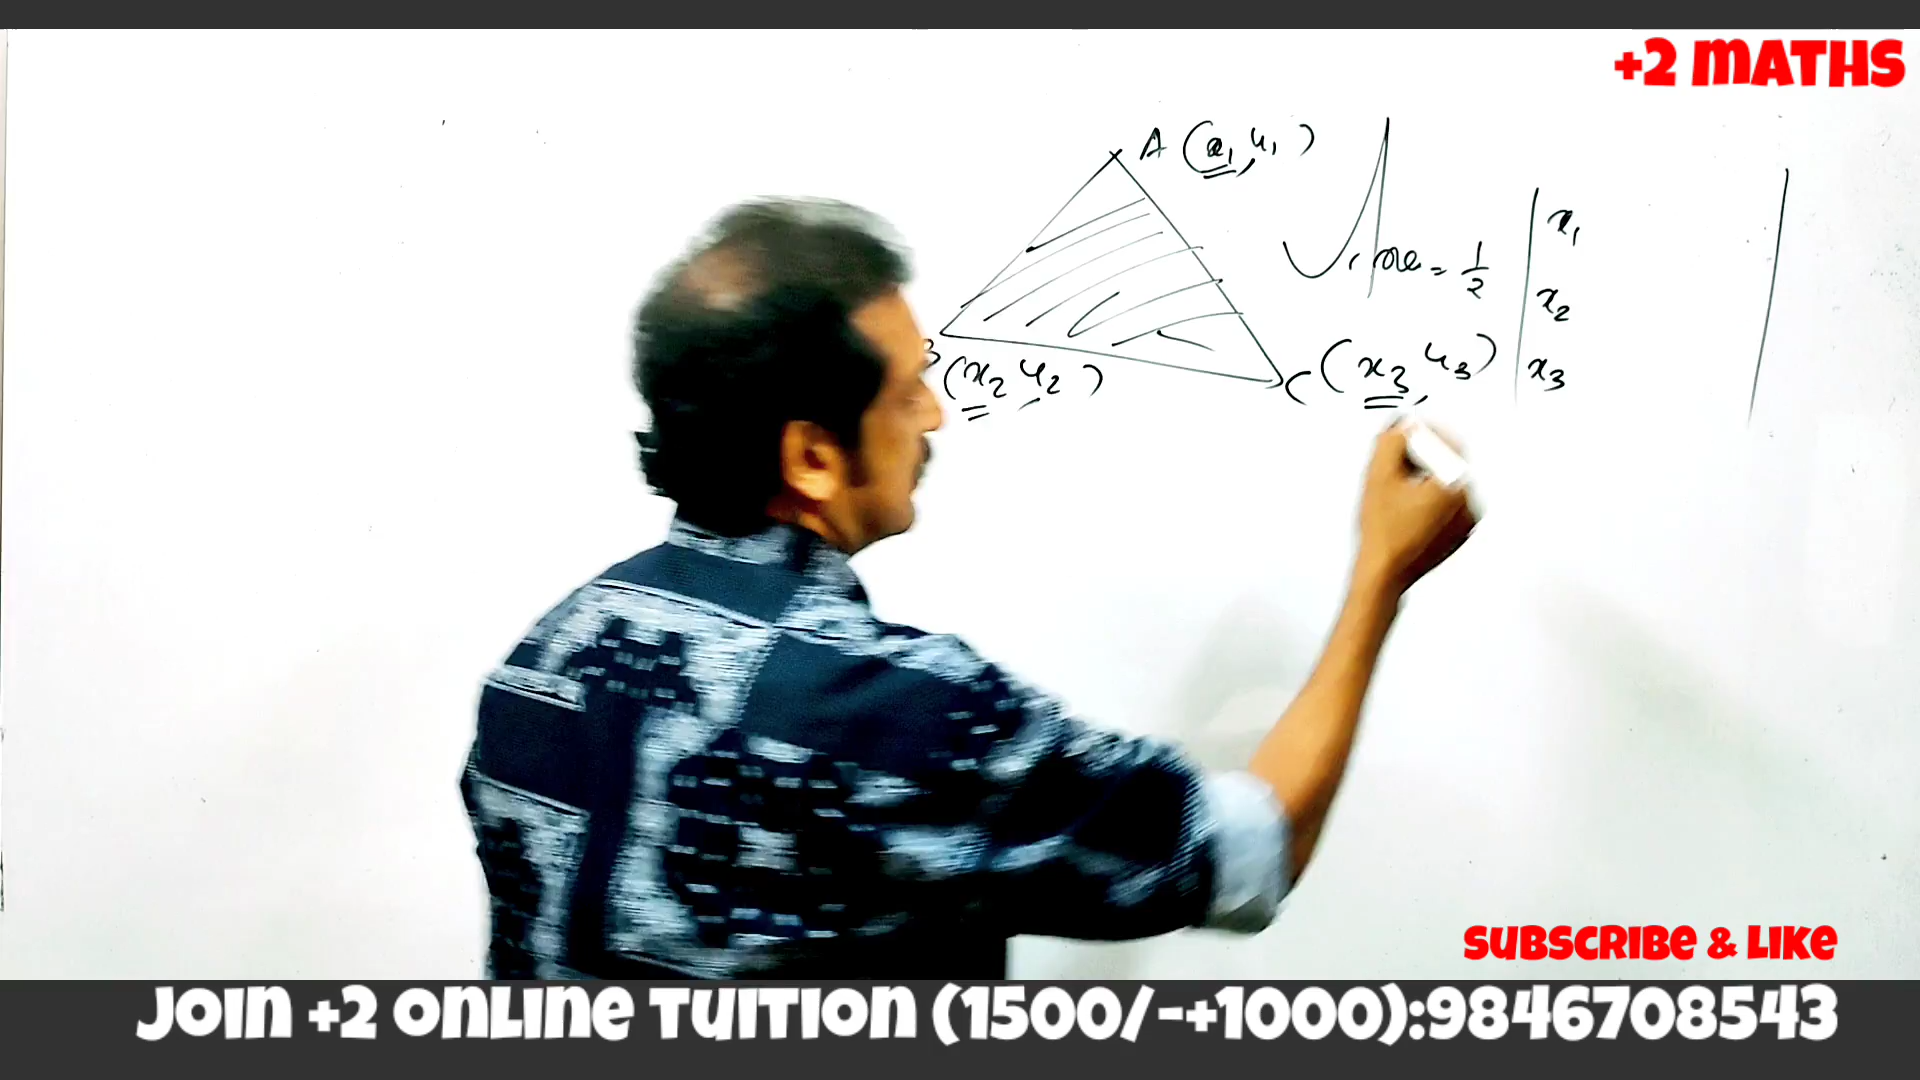 +2 MATHS
A (x₁, y₁)
Area = 1/2 | x₁
x₂
x₃ |
(x₂ y₂)
C (x₃, y₃)
SUBSCRIBE & LIKE
JOIN +2 ONLINE TUITION (1500/-+1000):9846708543